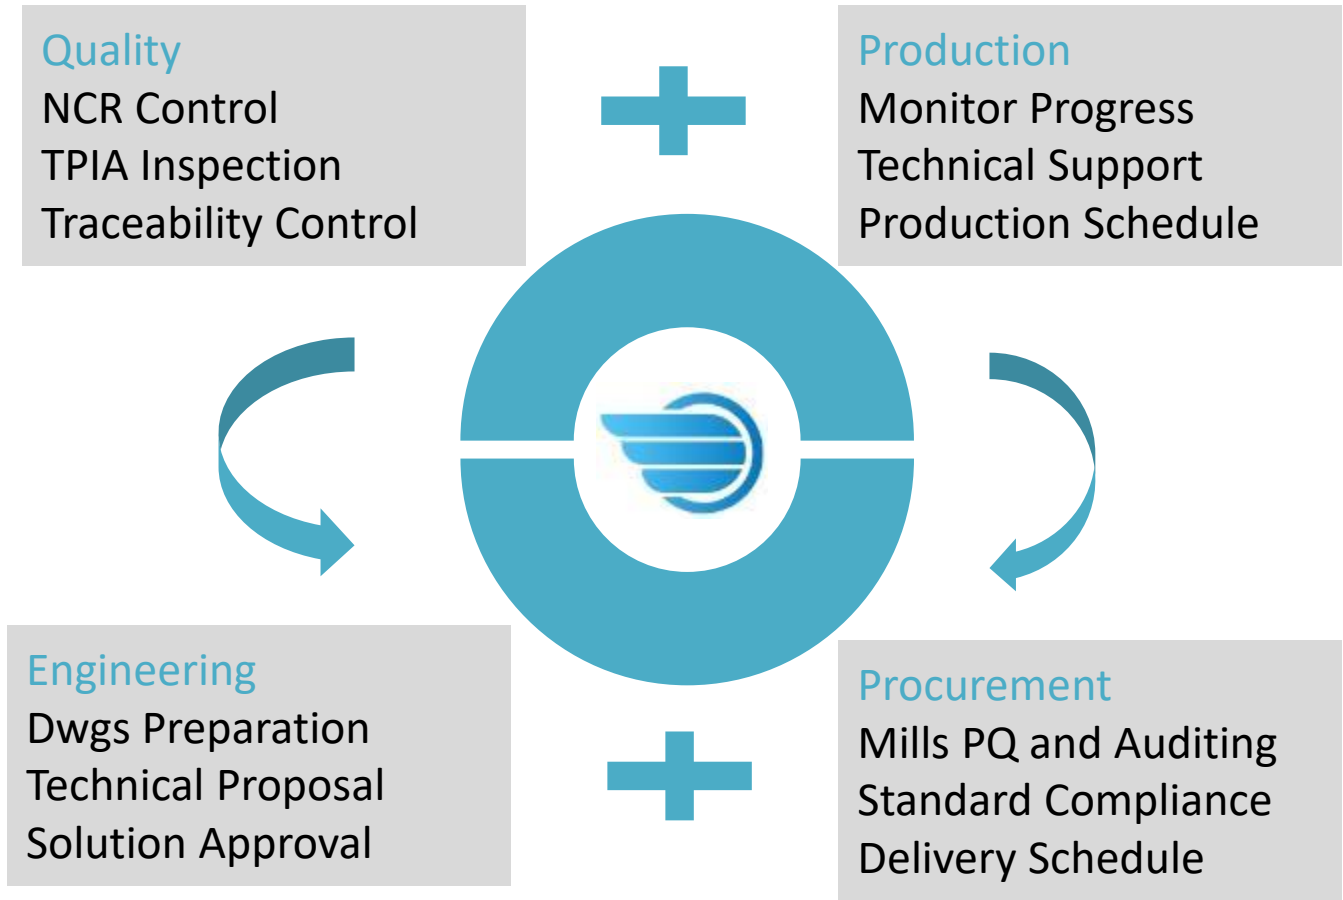 Quality
NCR Control
TPIA Inspection
Traceability Control
Production
Monitor Progress
Technical Support
Production Schedule
Engineering
Dwgs Preparation
Technical Proposal
Solution Approval
Procurement
Mills PQ and Auditing
Standard Compliance
Delivery Schedule